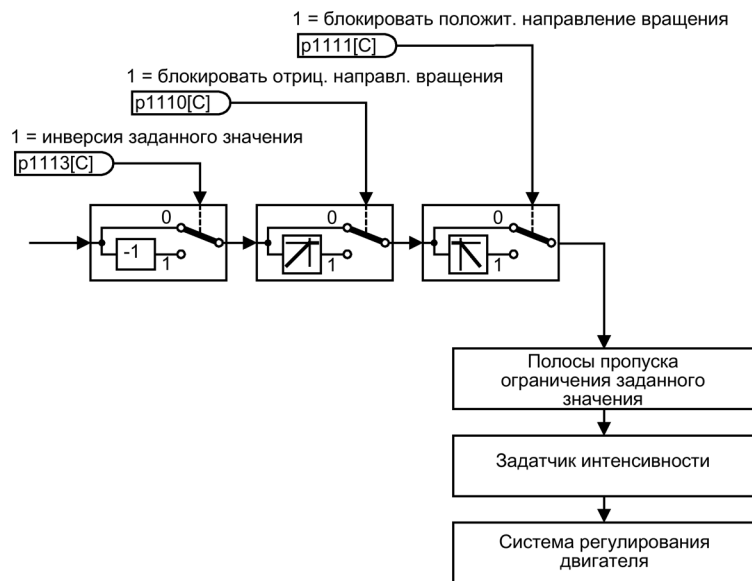 1 = блокировать положит. направление вращения
p1111[C]
1 = блокировать отриц. направл. вращения
p1110[C]
1 = инверсия заданного значения
p1113[C]
0
-1
1
0
1
0
1
Полосы пропуска
ограничения заданного
значения
Задатчик интенсивности
Система регулирования
двигателя